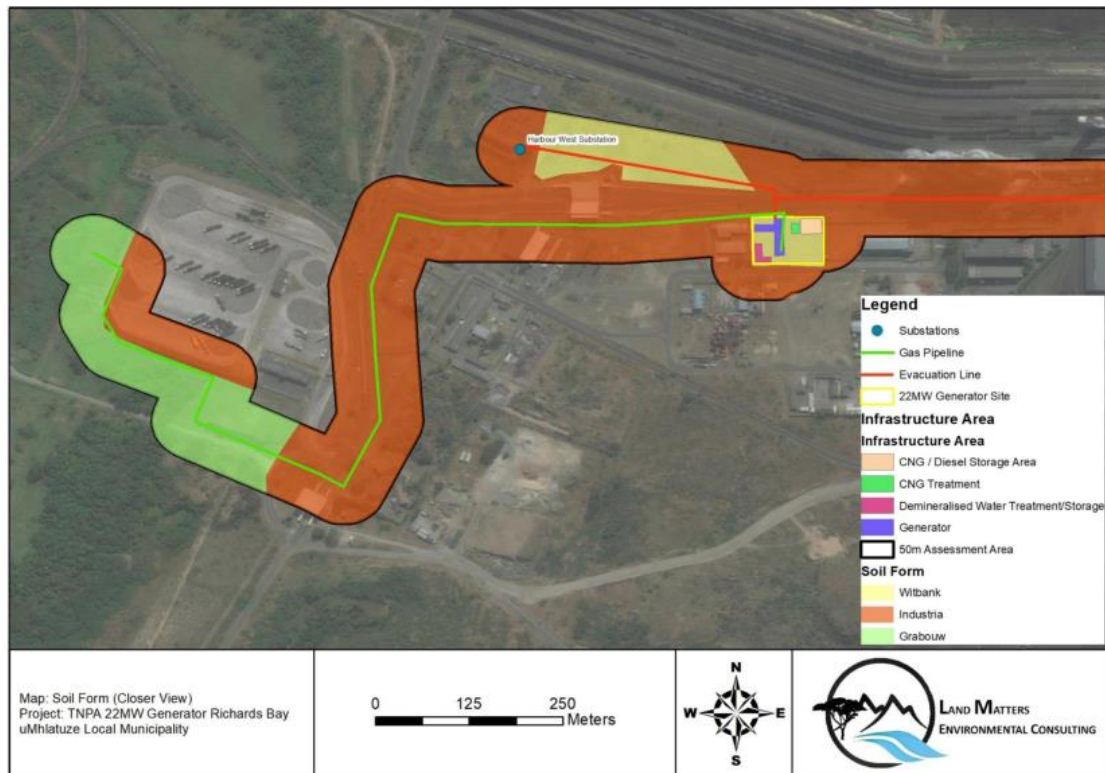 Harbour West Substation
Legend
Substations
Gas Pipeline
Evacuation Line
22MW Generator Site
Infrastructure Area
Infrastructure Area
CNG / Diesel Storage Area
CNG Treatment
Demineralised Water Treatment/Storage
Generator
50m Assessment Area
Soil Form
Witbank
Industria
Grabouw
Map: Soil Form (Closer View)
Project: TNPA 22MW Generator Richards Bay
uMhlatuze Local Municipality
0 125 250
Meters
N
W E
S
LAND MATTERS
ENVIRONMENTAL CONSULTING